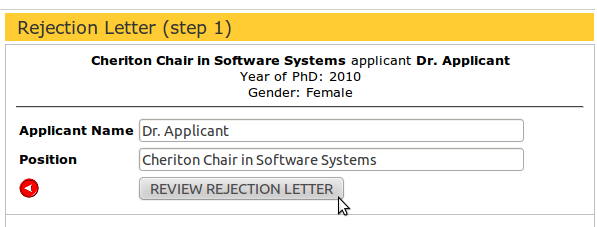 Rejection Letter (step 1)
Cheriton Chair in Software Systems applicant Dr. Applicant
Year of PhD: 2010
Gender: Female
Applicant Name Dr. Applicant
Position Cheriton Chair in Software Systems
REVIEW REJECTION LETTER